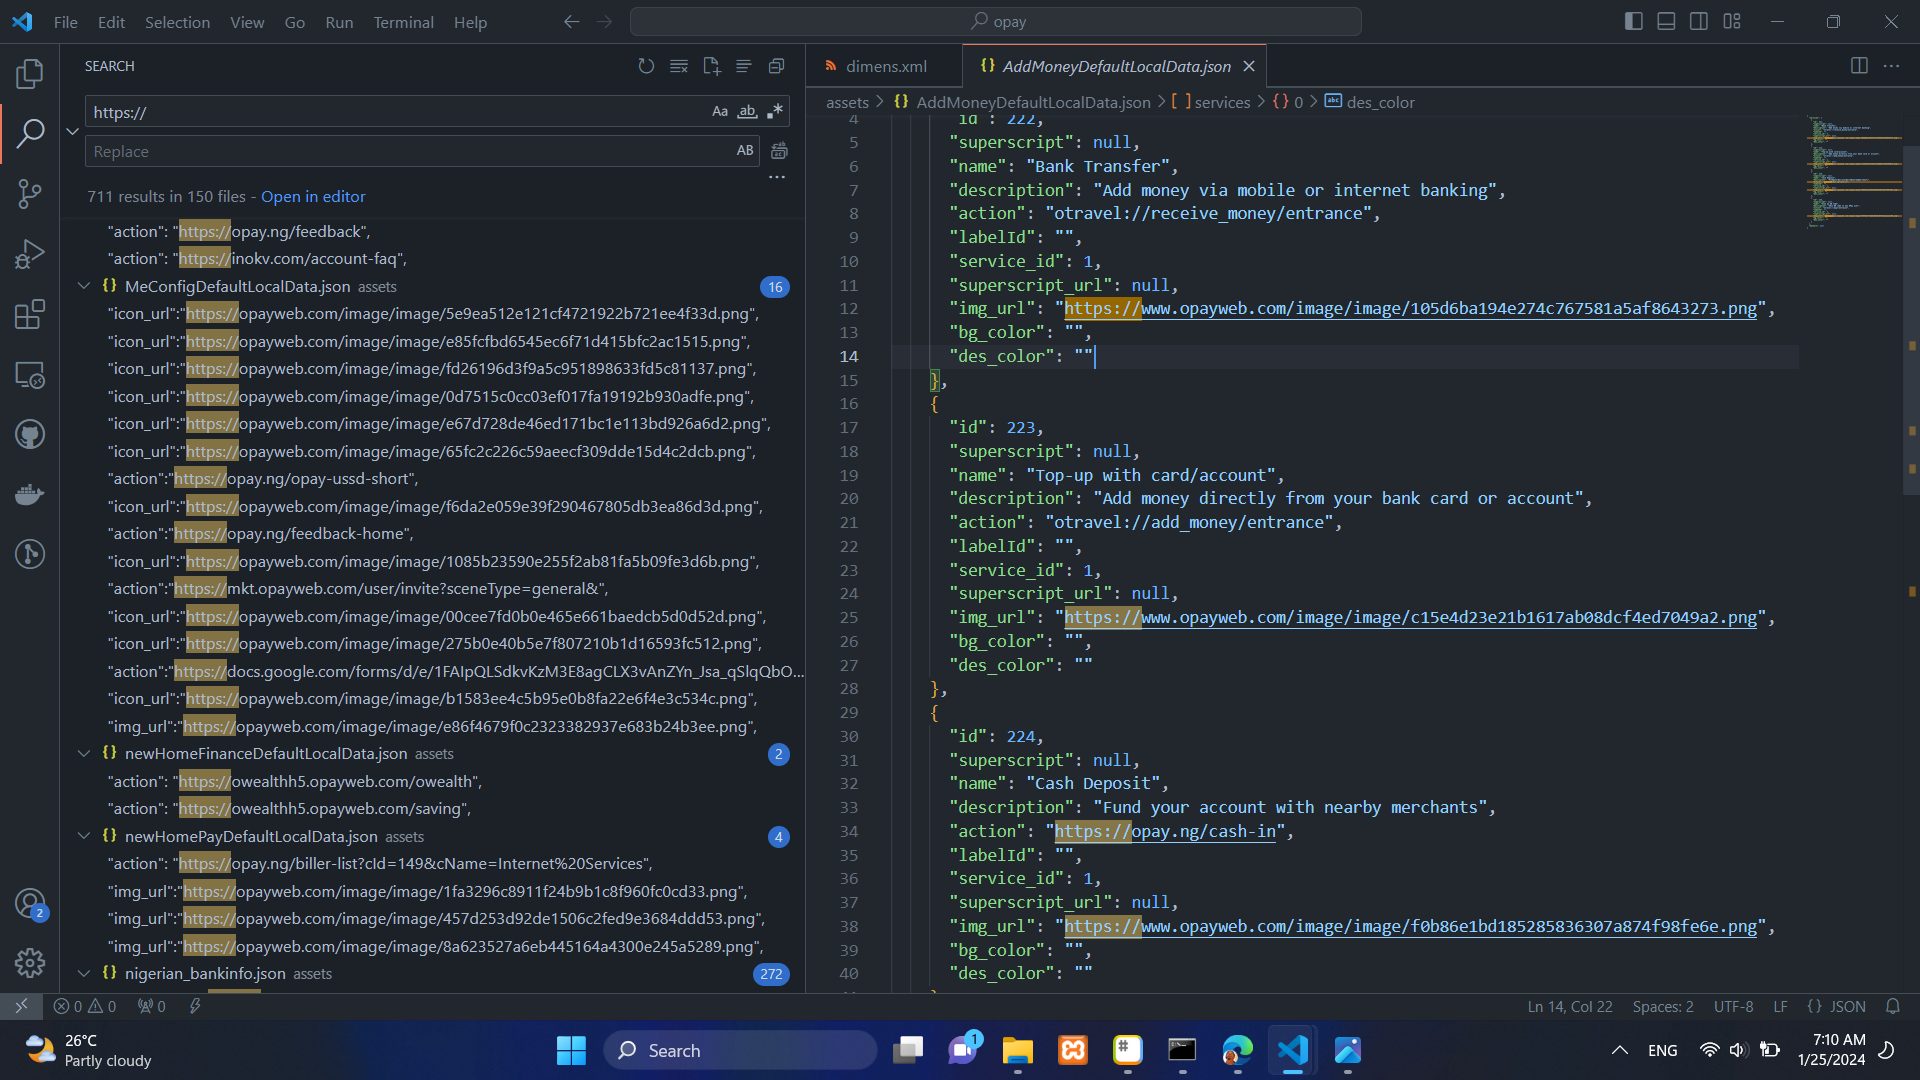 File Edit Selection View Go Run Terminal Help
opay
SEARCH
https://
Aa ab
Replace
AB
711 results in 150 files - Open in editor
"action": "https://opay.ng/feedback",
"action": "https://inokv.com/account-faq",
{} MeConfigDefaultLocalData.json assets 16
"icon_url":"https://opayweb.com/image/image/5e9ea512e121cf4721922b721ee4f33d.png",
"icon_url":"https://opayweb.com/image/image/e85fcfbd6545ec6f71d415bfc2ac1515.png",
"icon_url":"https://opayweb.com/image/image/fd26196d3f9a5c951898633fd5c81137.png",
"icon_url":"https://opayweb.com/image/image/0d7515c0cc03ef017fa19192b930adfe.png",
"icon_url":"https://opayweb.com/image/image/e67d728de46ed171bc1e113bd926a6d2.png",
"icon_url":"https://opayweb.com/image/image/65fc2c226c59aeecf309dde15d4c2dcb.png",
"action":"https://opay.ng/opay-ussd-short",
"icon_url":"https://opayweb.com/image/image/f6da2e059e39f290467805db3ea86d3d.png",
"action":"https://opay.ng/feedback-home",
"icon_url":"https://opayweb.com/image/image/1085b23590e255f2ab81fa5b09fe3d6b.png",
"action":"https://mkt.opayweb.com/user/invite?sceneType=general&",
"icon_url":"https://opayweb.com/image/image/00cee7fd0b0e465e661baedcb5d0d52d.png",
"icon_url":"https://opayweb.com/image/image/275b0e40b5e7f807210b1d16593fc512.png",
"action":"https://docs.google.com/forms/d/e/1FAIpQLSdkvKzM3E8agCLX3vAnZYn_Jsa_qSlqQbO...
"icon_url":"https://opayweb.com/image/image/b1583ee4c5b95e0b8fa22e6f4e3c534c.png",
"img_url":"https://opayweb.com/image/image/e86f4679f0c2323382937e683b24b3ee.png",
{} newHomeFinanceDefaultLocalData.json assets 2
"action": "https://owealthh5.opayweb.com/owealth",
"action": "https://owealthh5.opayweb.com/saving",
{} newHomePayDefaultLocalData.json assets 4
"action": "https://opay.ng/biller-list?cId=149&cName=Internet%20Services",
"img_url":"https://opayweb.com/image/image/1fa3296c8911f24b9b1c8f960fc0cd33.png",
"img_url":"https://opayweb.com/image/image/457d253d92de1506c2fed9e3684ddd53.png",
"img_url":"https://opayweb.com/image/image/8a623527a6eb445164a4300e245a5289.png",
{} nigerian_bankinfo.json assets 272
dimens.xml {} AddMoneyDefaultLocalData.json
assets > {} AddMoneyDefaultLocalData.json > [ ] services > {} 0 > abc des_color
4 "id": 222,
5 "superscript": null,
6 "name": "Bank Transfer",
7 "description": "Add money via mobile or internet banking",
8 "action": "otravel://receive_money/entrance",
9 "labelId": "",
10 "service_id": 1,
11 "superscript_url": null,
12 "img_url": "https://www.opayweb.com/image/image/105d6ba194e274c767581a5af8643273.png",
13 "bg_color": "",
14 "des_color": ""
15 },
16 {
17 "id": 223,
18 "superscript": null,
19 "name": "Top-up with card/account",
20 "description": "Add money directly from your bank card or account",
21 "action": "otravel://add_money/entrance",
22 "labelId": "",
23 "service_id": 1,
24 "superscript_url": null,
25 "img_url": "https://www.opayweb.com/image/image/c15e4d23e21b1617ab08dcf4ed7049a2.png",
26 "bg_color": "",
27 "des_color": ""
28 },
29 {
30 "id": 224,
31 "superscript": null,
32 "name": "Cash Deposit",
33 "description": "Fund your account with nearby merchants",
34 "action": "https://opay.ng/cash-in",
35 "labelId": "",
36 "service_id": 1,
37 "superscript_url": null,
38 "img_url": "https://www.opayweb.com/image/image/f0b86e1bd185285836307a874f98fe6e.png",
39 "bg_color": "",
40 "des_color": ""
2
0 0 0
Ln 14, Col 22 Spaces: 2 UTF-8 LF {} JSON
26°C
Partly cloudy
Search
1
ENG
7:10 AM
1/25/2024